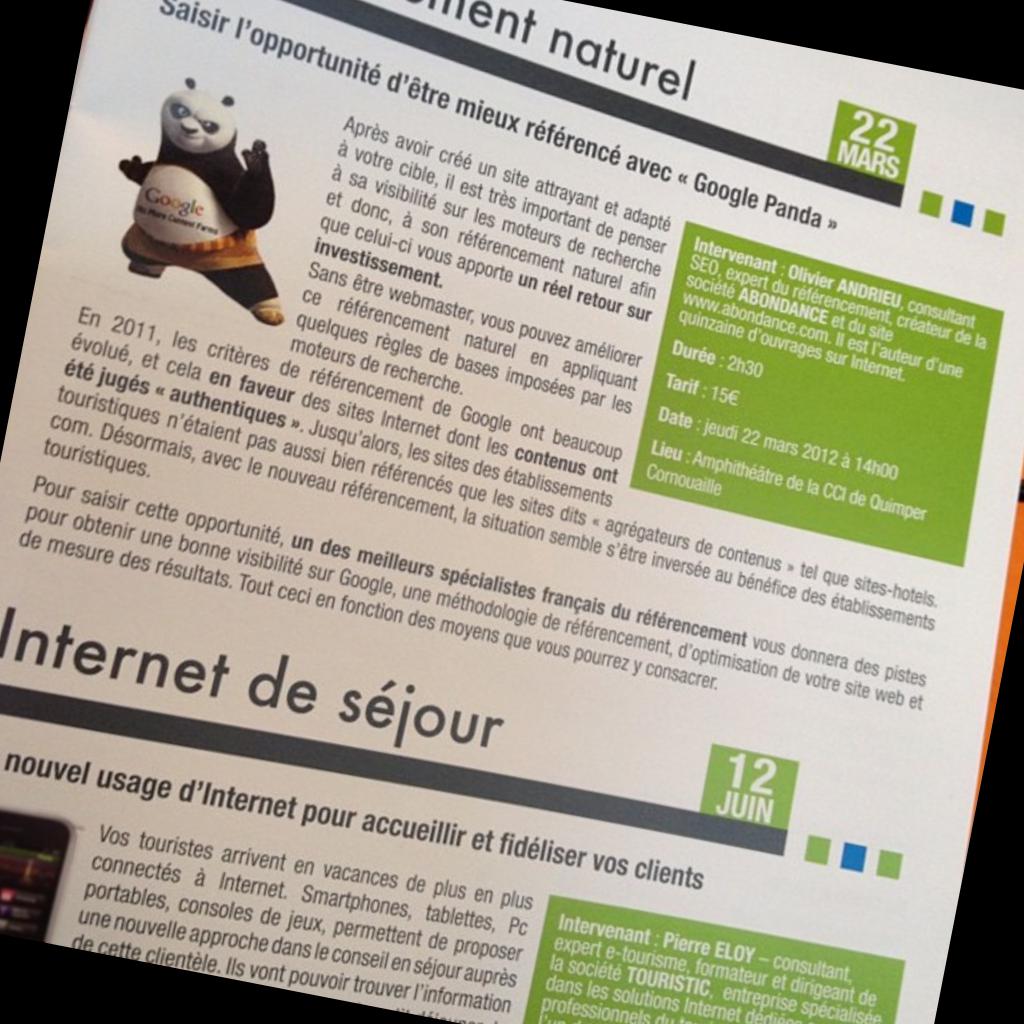 ment naturel
22
MARS
Saisir l'opportunité d'être mieux référencé avec « Google Panda »
Google
No More Content Farms
Après avoir créé un site attrayant et adapté
à votre cible, il est très important de penser
à sa visibilité sur les moteurs de recherche
et donc, à son référencement naturel afin
que celui-ci vous apporte un réel retour sur
investissement.
Sans être webmaster, vous pouvez améliorer
ce référencement naturel en appliquant
quelques règles de bases imposées par les
moteurs de recherche.
En 2011, les critères de référencement de Google ont beaucoup
évolué, et cela en faveur des sites Internet dont les contenus ont
été jugés « authentiques ». Jusqu'alors, les sites des établissements
touristiques n'étaient pas aussi bien référencés que les sites dits « agrégateurs de contenus » tel que sites-hotels.
com. Désormais, avec le nouveau référencement, la situation semble s'être inversée au bénéfice des établissements
touristiques.
Pour saisir cette opportunité, un des meilleurs spécialistes français du référencement vous donnera des pistes
pour obtenir une bonne visibilité sur Google, une méthodologie de référencement, d'optimisation de votre site web et
de mesure des résultats. Tout ceci en fonction des moyens que vous pourrez y consacrer.
Intervenant : Olivier ANDRIEU, consultant
SEO, expert du référencement, créateur de la
société ABONDANCE et du site
www.abondance.com. Il est l'auteur d'une
quinzaine d'ouvrages sur Internet.
Durée : 2h30
Tarif : 15€
Date : jeudi 22 mars 2012 à 14h00
Lieu : Amphithéâtre de la CCI de Quimper
Cornouaille
Internet de séjour
12
JUIN
nouvel usage d'Internet pour accueillir et fidéliser vos clients
Vos touristes arrivent en vacances de plus en plus
connectés à Internet. Smartphones, tablettes, Pc
portables, consoles de jeux, permettent de proposer
une nouvelle approche dans le conseil en séjour auprès
de cette clientèle. Ils vont pouvoir trouver l'information
Intervenant : Pierre ELOY – consultant,
expert e-tourisme, formateur et dirigeant de
la société TOURISTIC, entreprise spécialisée
dans les solutions Internet dédiées
professionnels du